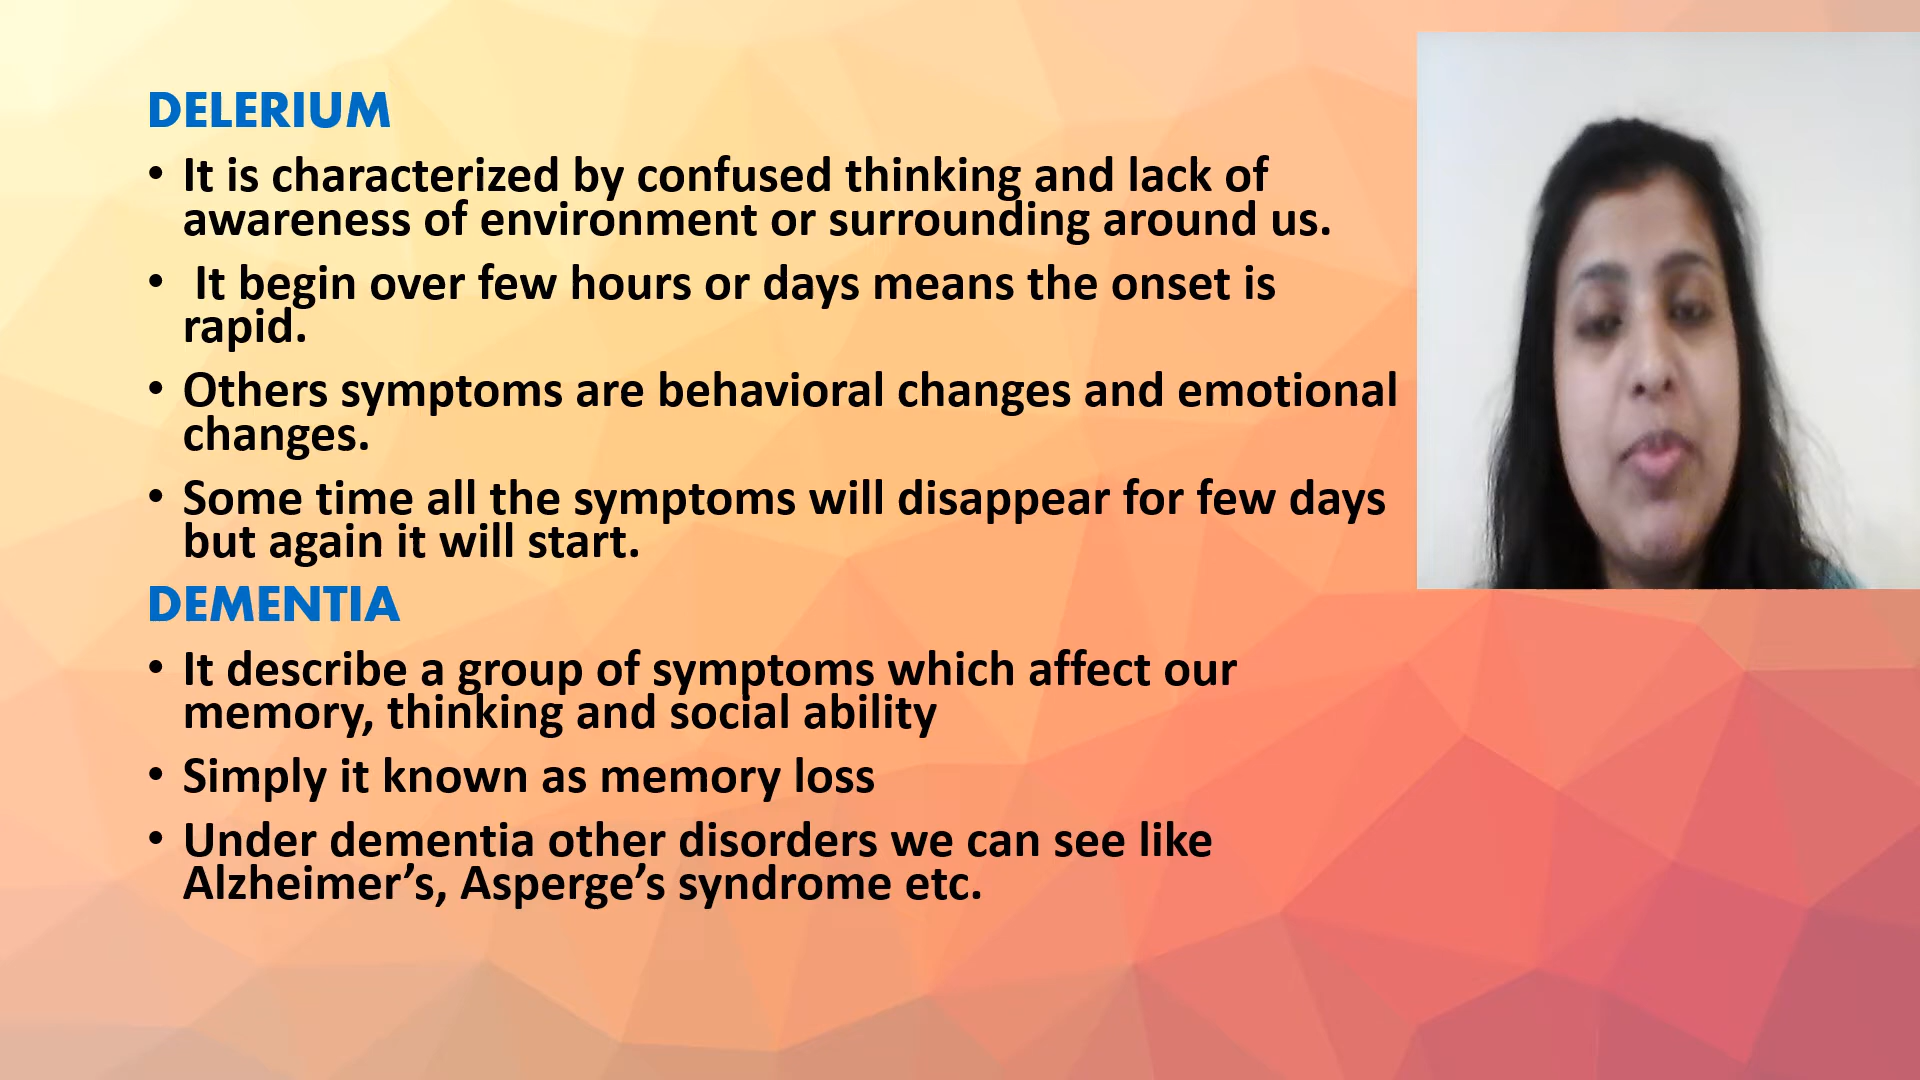 DELERIUM
• It is characterized by confused thinking and lack of
awareness of environment or surrounding around us.
• It begin over few hours or days means the onset is
rapid.
• Others symptoms are behavioral changes and emotional
changes.
• Some time all the symptoms will disappear for few days
but again it will start.
DEMENTIA
• It describe a group of symptoms which affect our
memory, thinking and social ability
• Simply it known as memory loss
• Under dementia other disorders we can see like
Alzheimer’s, Asperge’s syndrome etc.